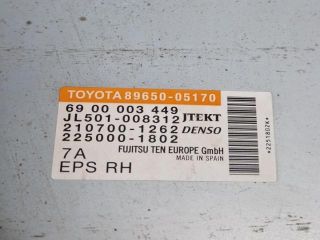 TOYOTA 89650-05170
69 00 003 449
JL501-008312 JTEKT
210700-1262 DENSO
225000-1802
7A FUJITSU TEN EUROPE GmbH
EPS RH MADE IN SPAIN
*2251802K*